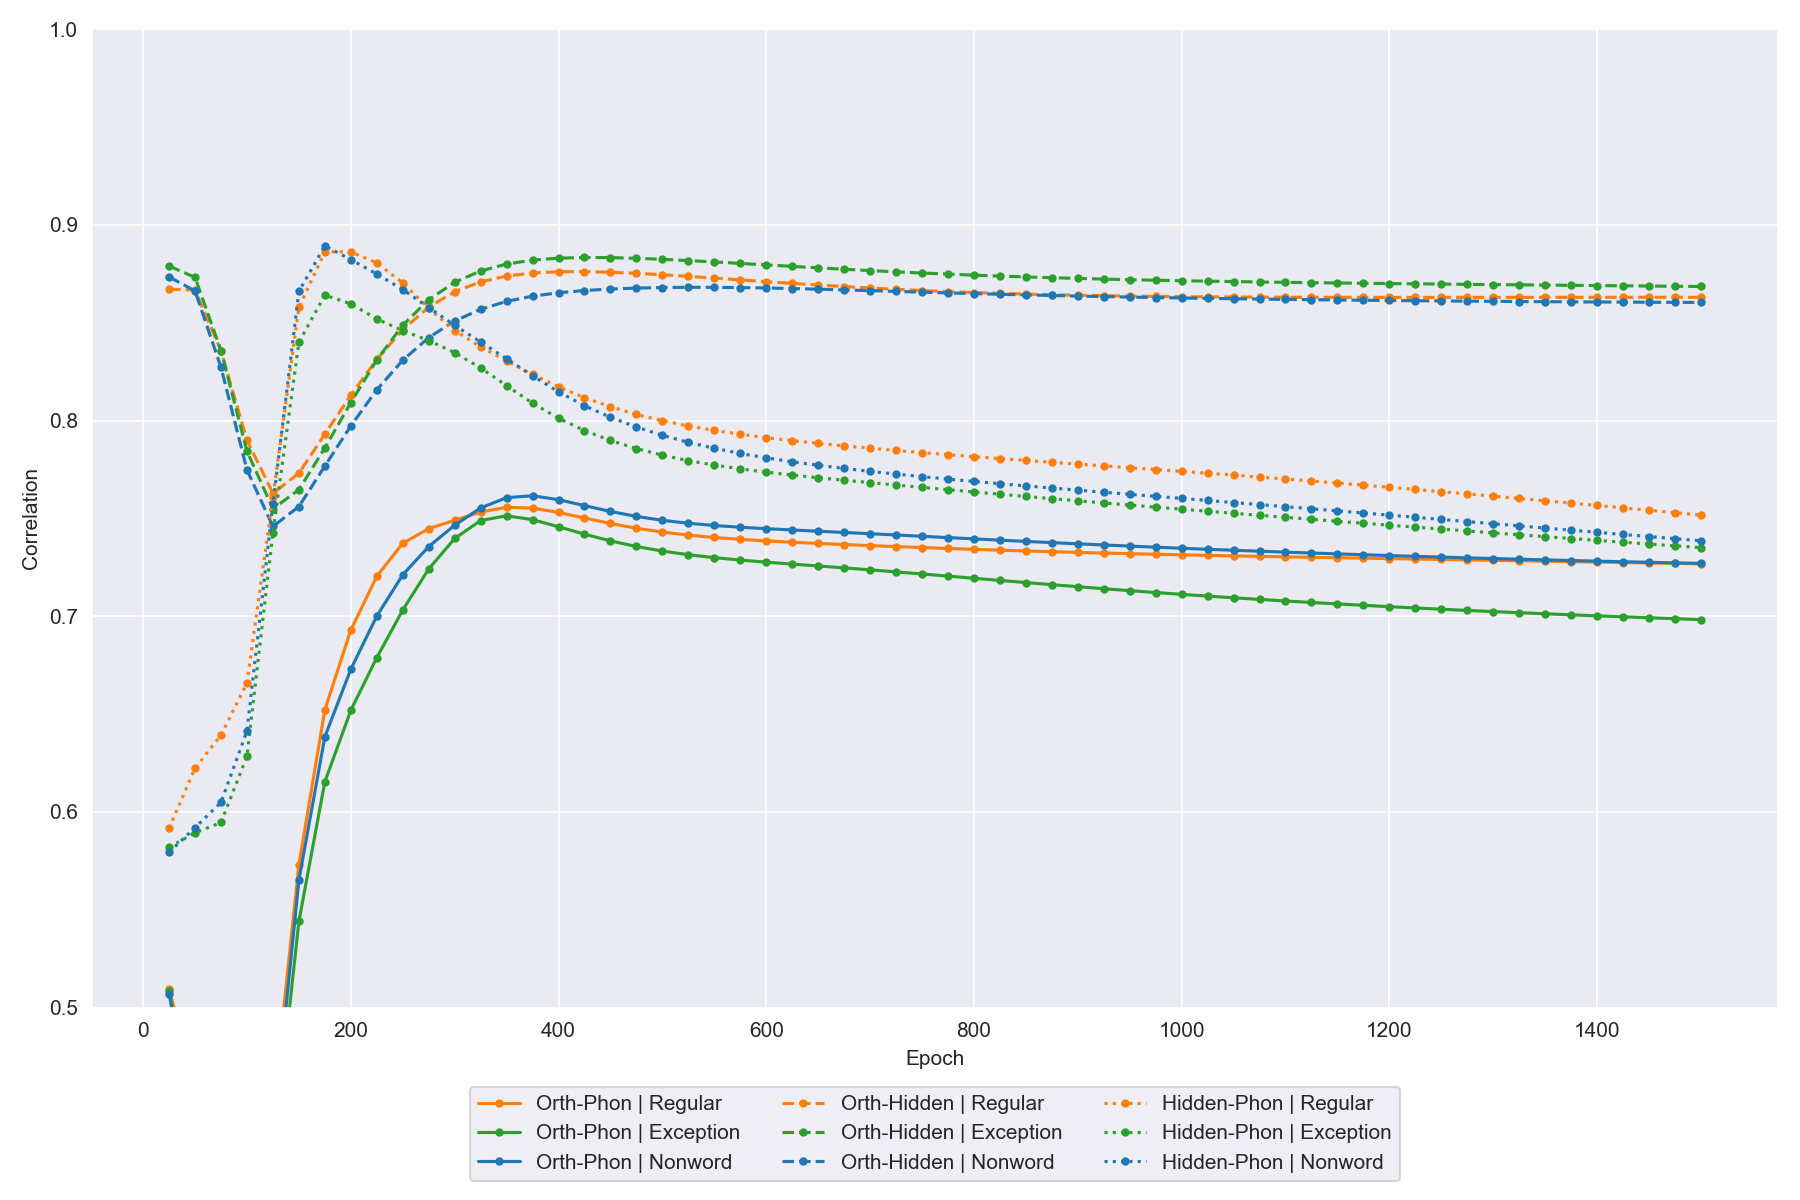 1.0
0.9
0.8
0.7
0.6
0.5
Correlation
0 200 400 600 800 1000 1200 1400
Epoch
Orth-Phon | Regular Orth-Hidden | Regular Hidden-Phon | Regular
Orth-Phon | Exception Orth-Hidden | Exception Hidden-Phon | Exception
Orth-Phon | Nonword Orth-Hidden | Nonword Hidden-Phon | Nonword